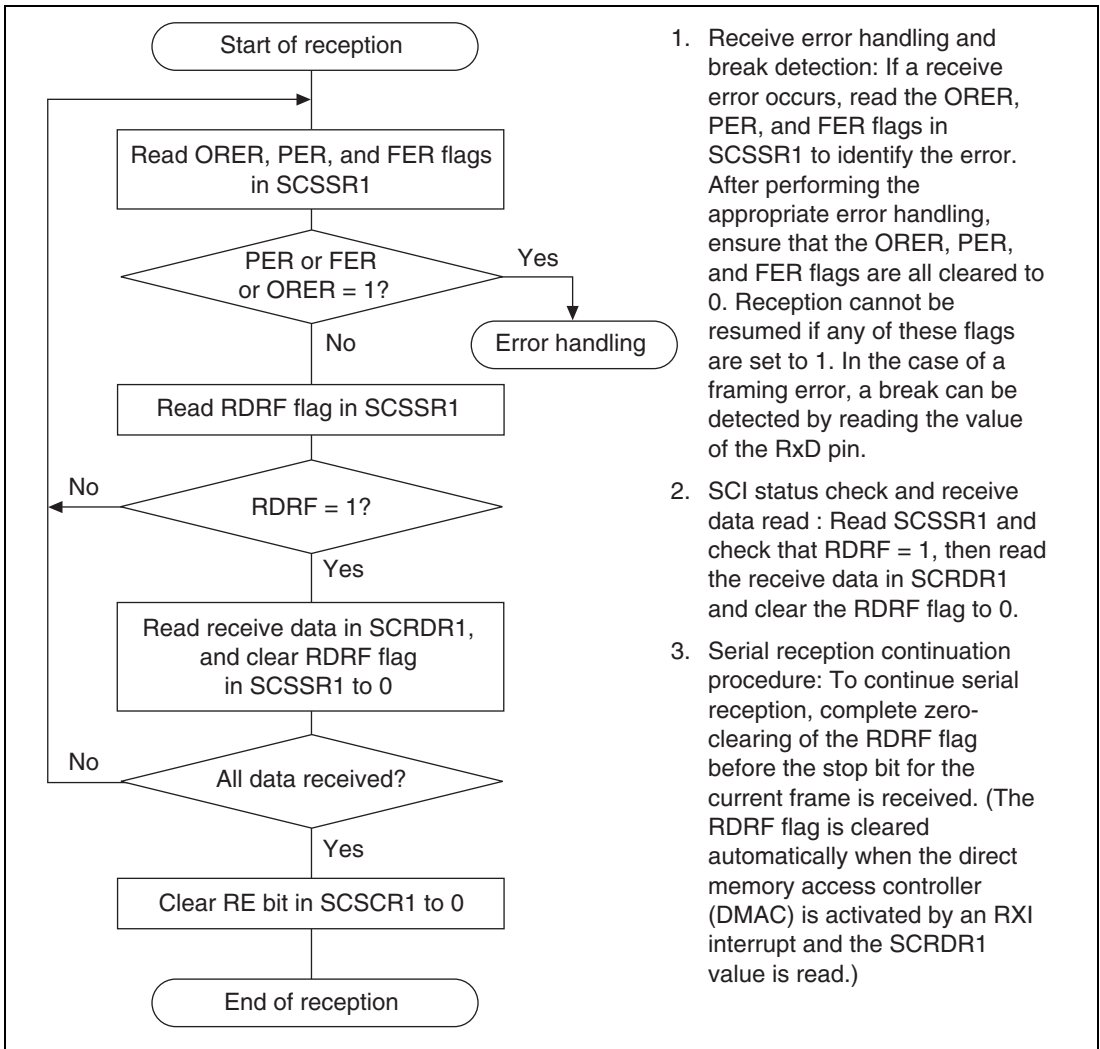 Start of reception
Read ORER, PER, and FER flags
in SCSSR1
PER or FER
or ORER = 1?
Yes
Error handling
No
Read RDRF flag in SCSSR1
No
RDRF = 1?
Yes
Read receive data in SCRDR1,
and clear RDRF flag
in SCSSR1 to 0
No
All data received?
Yes
Clear RE bit in SCSCR1 to 0
End of reception
1. Receive error handling and
break detection: If a receive
error occurs, read the ORER,
PER, and FER flags in
SCSSR1 to identify the error.
After performing the
appropriate error handling,
ensure that the ORER, PER,
and FER flags are all cleared to
0. Reception cannot be
resumed if any of these flags
are set to 1. In the case of a
framing error, a break can be
detected by reading the value
of the RxD pin.
2. SCI status check and receive
data read : Read SCSSR1 and
check that RDRF = 1, then read
the receive data in SCRDR1
and clear the RDRF flag to 0.
3. Serial reception continuation
procedure: To continue serial
reception, complete zero-
clearing of the RDRF flag
before the stop bit for the
current frame is received. (The
RDRF flag is cleared
automatically when the direct
memory access controller
(DMAC) is activated by an RXI
interrupt and the SCRDR1
value is read.)